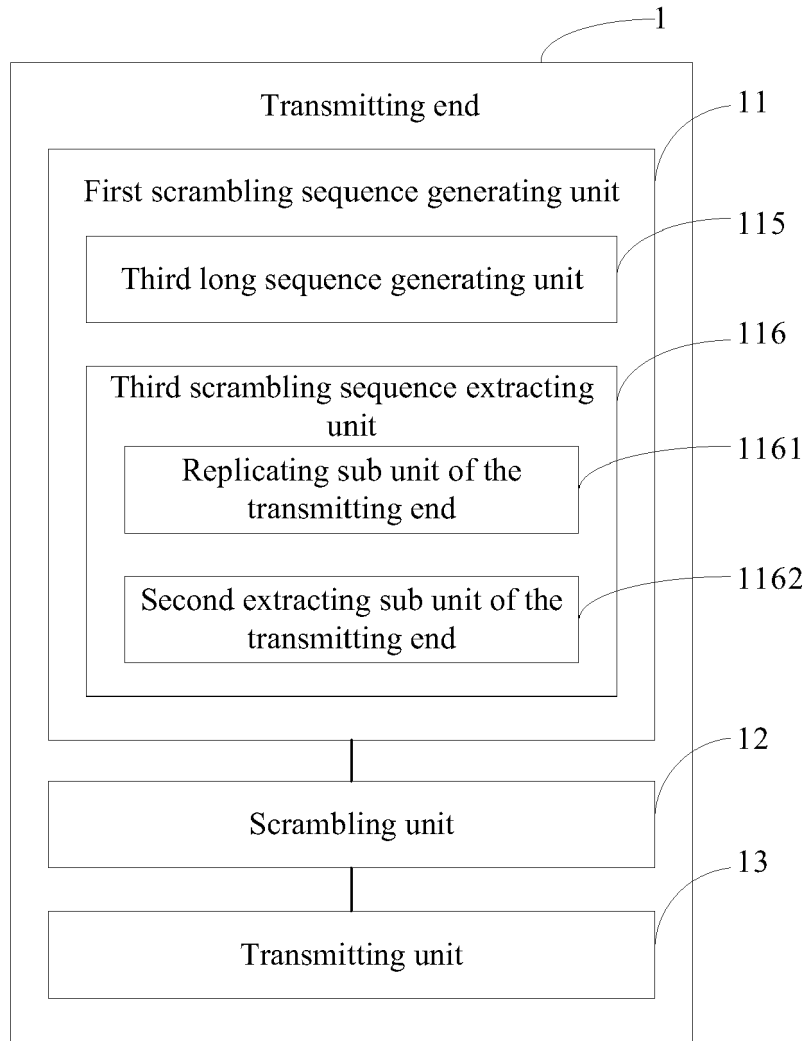 1
Transmitting end
11
First scrambling sequence generating unit
115
Third long sequence generating unit
116
Third scrambling sequence extracting
unit
1161
Replicating sub unit of the
transmitting end
1162
Second extracting sub unit of the
transmitting end
12
Scrambling unit
13
Transmitting unit